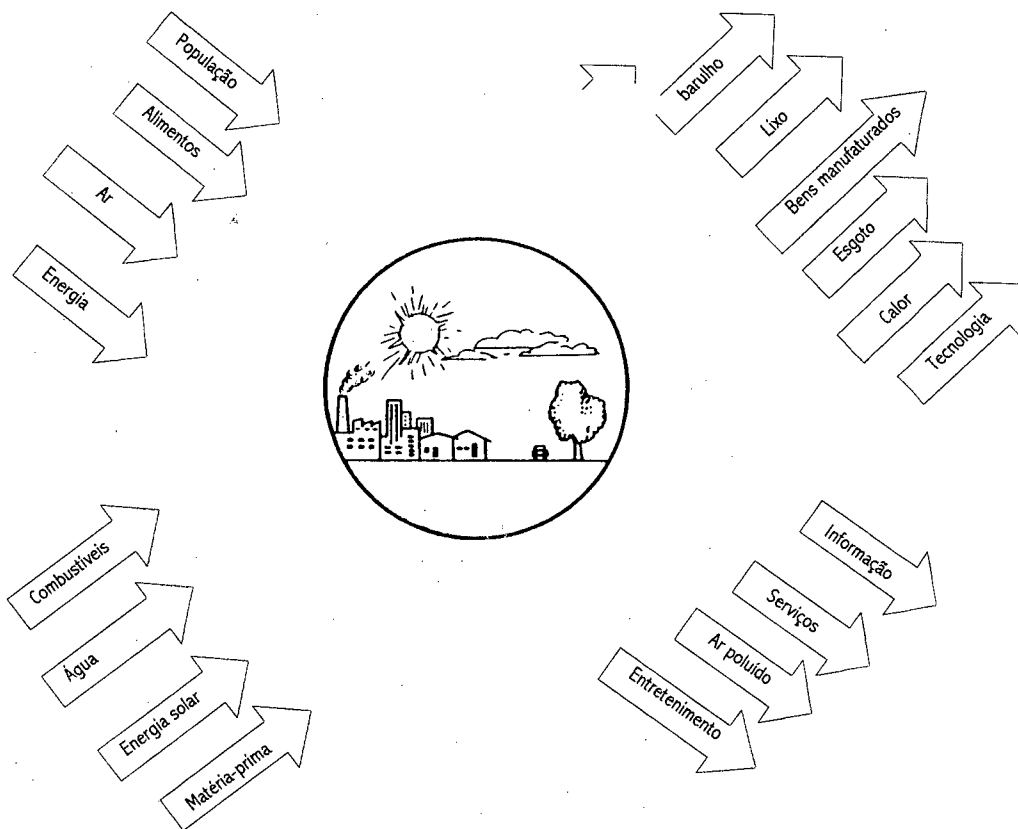 População
Alimentos
Ar
Energia
barulho
Lixo
Bens manufaturados
Esgoto
Calor
Tecnologia
Combustíveis
Água
Energia solar
Matéria-prima
Informação
Serviços
Ar poluído
Entretenimento